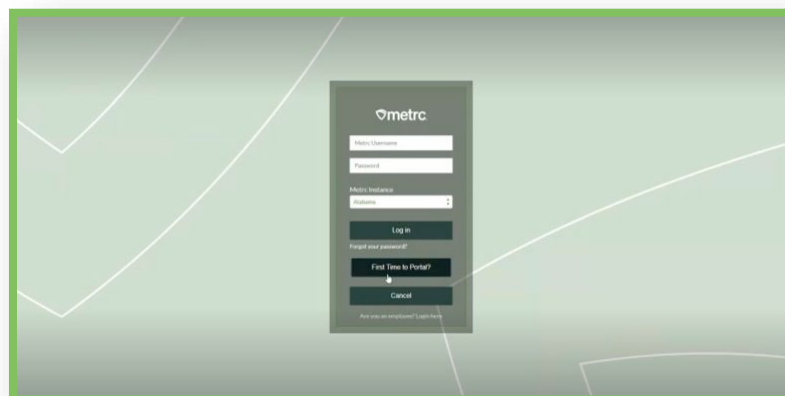 metrc
Metrc Username
Password
Metrc Instance
Alabama
Log in
Forgot your password?
First Time to Portal?
Cancel
Are you an employee? Login here